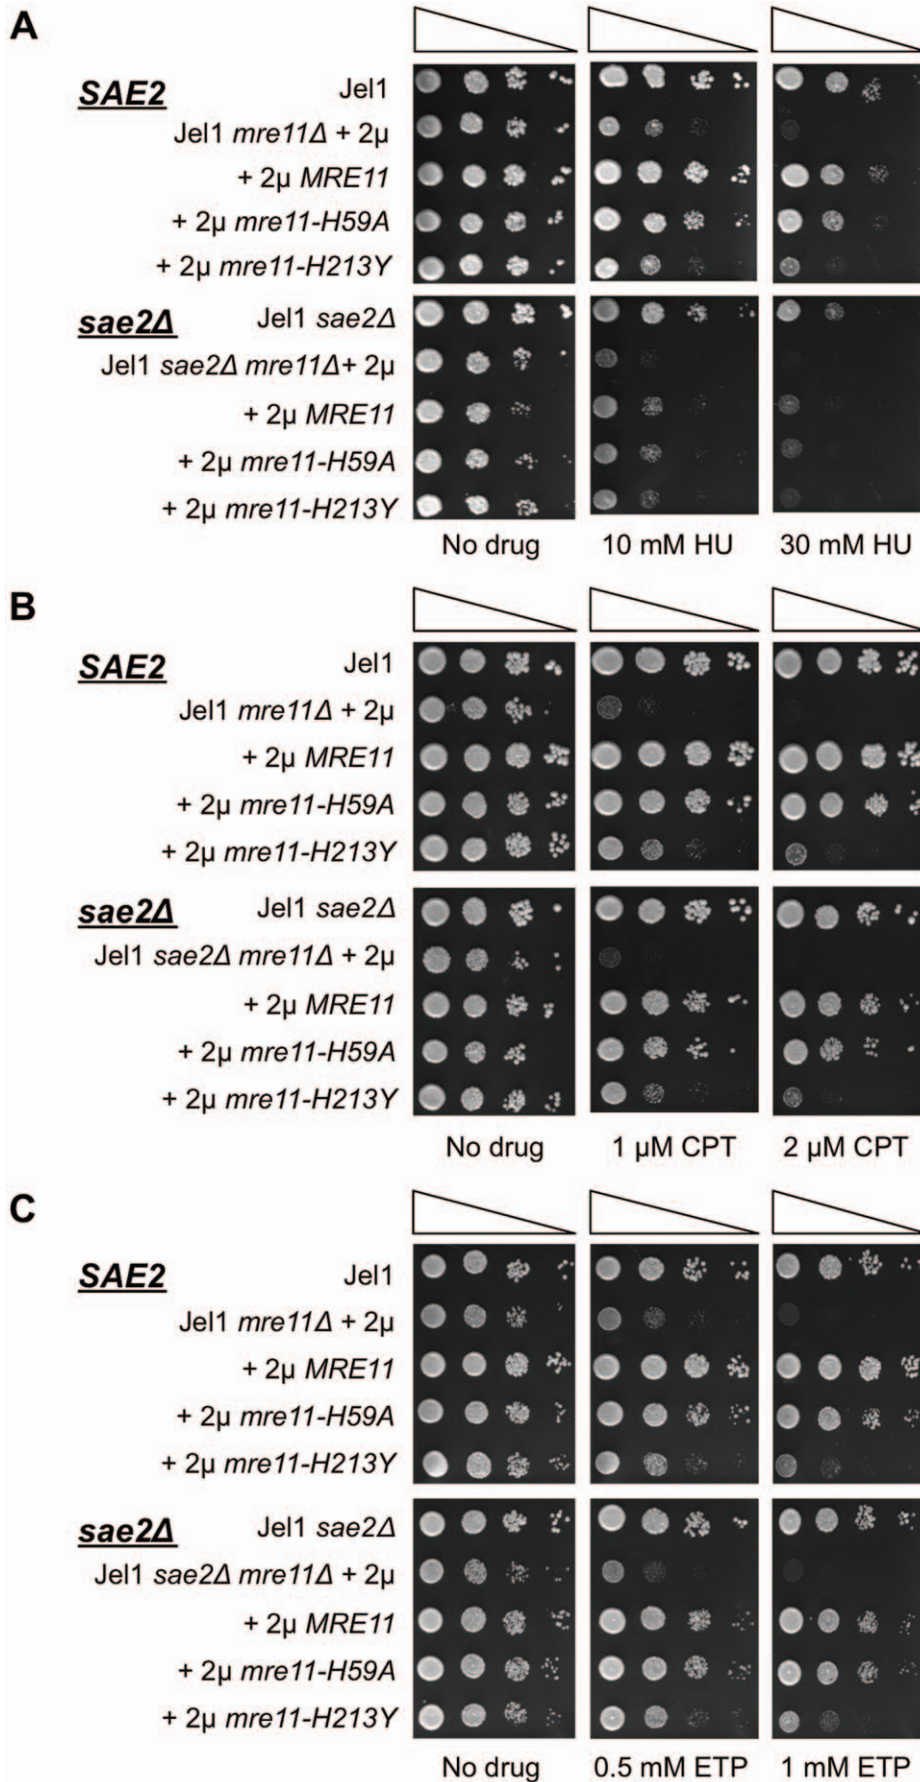 A
SAE2 Jel1
Jel1 mre11Δ + 2μ
+ 2μ MRE11
+ 2μ mre11-H59A
+ 2μ mre11-H213Y
sae2Δ Jel1 sae2Δ
Jel1 sae2Δ mre11Δ+ 2μ
+ 2μ MRE11
+ 2μ mre11-H59A
+ 2μ mre11-H213Y
No drug 10 mM HU 30 mM HU
B
SAE2 Jel1
Jel1 mre11Δ + 2μ
+ 2μ MRE11
+ 2μ mre11-H59A
+ 2μ mre11-H213Y
sae2Δ Jel1 sae2Δ
Jel1 sae2Δ mre11Δ + 2μ
+ 2μ MRE11
+ 2μ mre11-H59A
+ 2μ mre11-H213Y
No drug 1 μM CPT 2 μM CPT
C
SAE2 Jel1
Jel1 mre11Δ + 2μ
+ 2μ MRE11
+ 2μ mre11-H59A
+ 2μ mre11-H213Y
sae2Δ Jel1 sae2Δ
Jel1 sae2Δ mre11Δ + 2μ
+ 2μ MRE11
+ 2μ mre11-H59A
+ 2μ mre11-H213Y
No drug 0.5 mM ETP 1 mM ETP